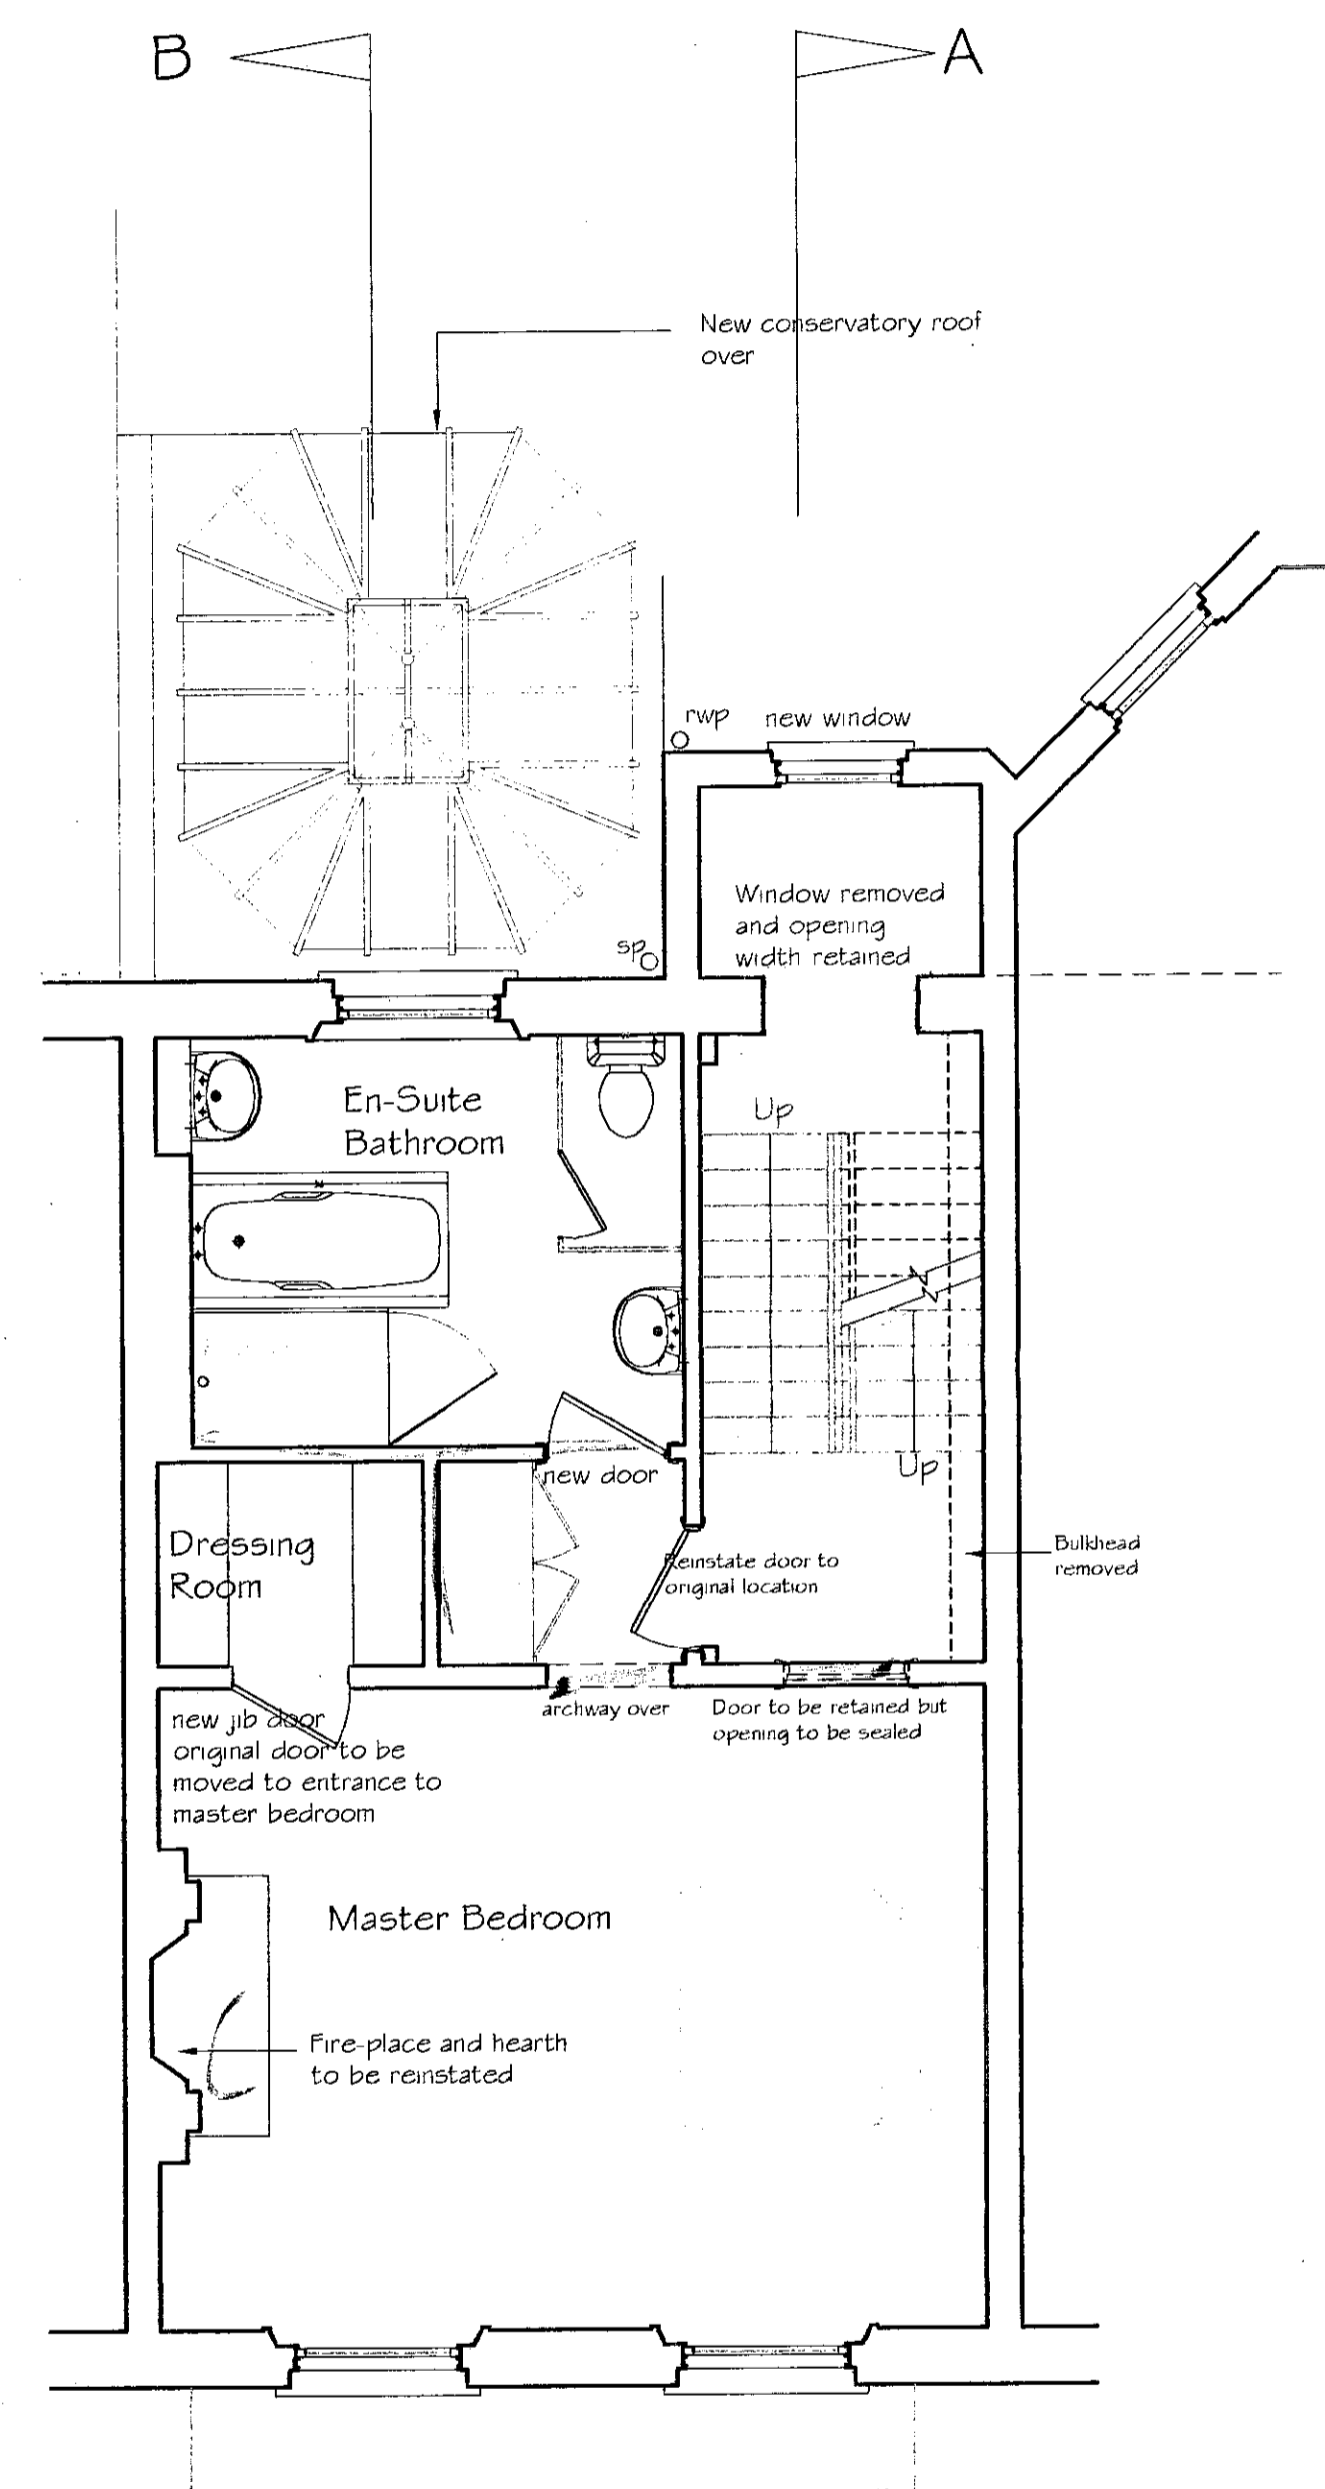 B
A
New conservatory roof
over
rwp
new window
Window removed
and opening
width retained
sp
En-Suite
Bathroom
Up
new door
Up
Dressing
Room
Reinstate door to
original location
Bulkhead
removed
archway over
Door to be retained but
opening to be sealed
new jib door
original door to be
moved to entrance to
master bedroom
Master Bedroom
Fire-place and hearth
to be reinstated